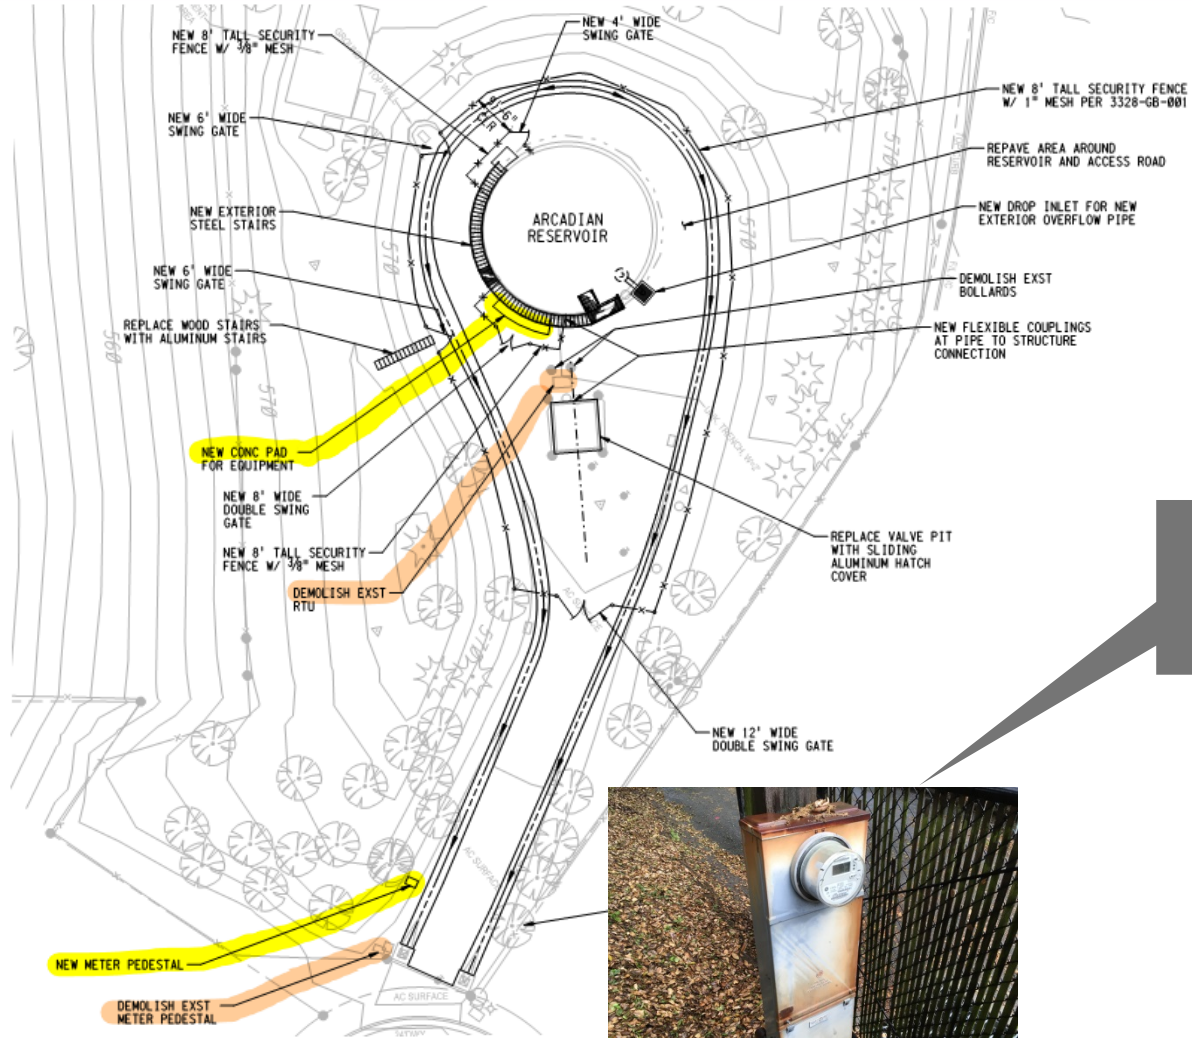 NEW 8' TALL SECURITY
FENCE W/ 3/8" MESH
NEW 4' WIDE
SWING GATE
NEW 8' TALL SECURITY FENCE
W/ 1" MESH PER 3328-GB-001
NEW 6' WIDE
SWING GATE
REPAVE AREA AROUND
RESERVOIR AND ACCESS ROAD
NEW EXTERIOR
STEEL STAIRS
ARCADIAN
RESERVOIR
NEW DROP INLET FOR NEW
EXTERIOR OVERFLOW PIPE
570
570
NEW 6' WIDE
SWING GATE
DEMOLISH EXST
BOLLARDS
REPLACE WOOD STAIRS
WITH ALUMINUM STAIRS
NEW FLEXIBLE COUPLINGS
AT PIPE TO STRUCTURE
CONNECTION
560
570
570
NEW CONC PAD
FOR EQUIPMENT
NEW 8' WIDE
DOUBLE SWING
GATE
NEW 8' TALL SECURITY
FENCE W/ 3/8" MESH
REPLACE VALVE PIT
WITH SLIDING
ALUMINUM HATCH
COVER
DEMOLISH EXST
RTU
AC SURFACE
570
NEW 12' WIDE
DOUBLE SWING GATE
AC SURFACE
NEW METER PEDESTAL
DEMOLISH EXST
METER PEDESTAL
AC SURFACE